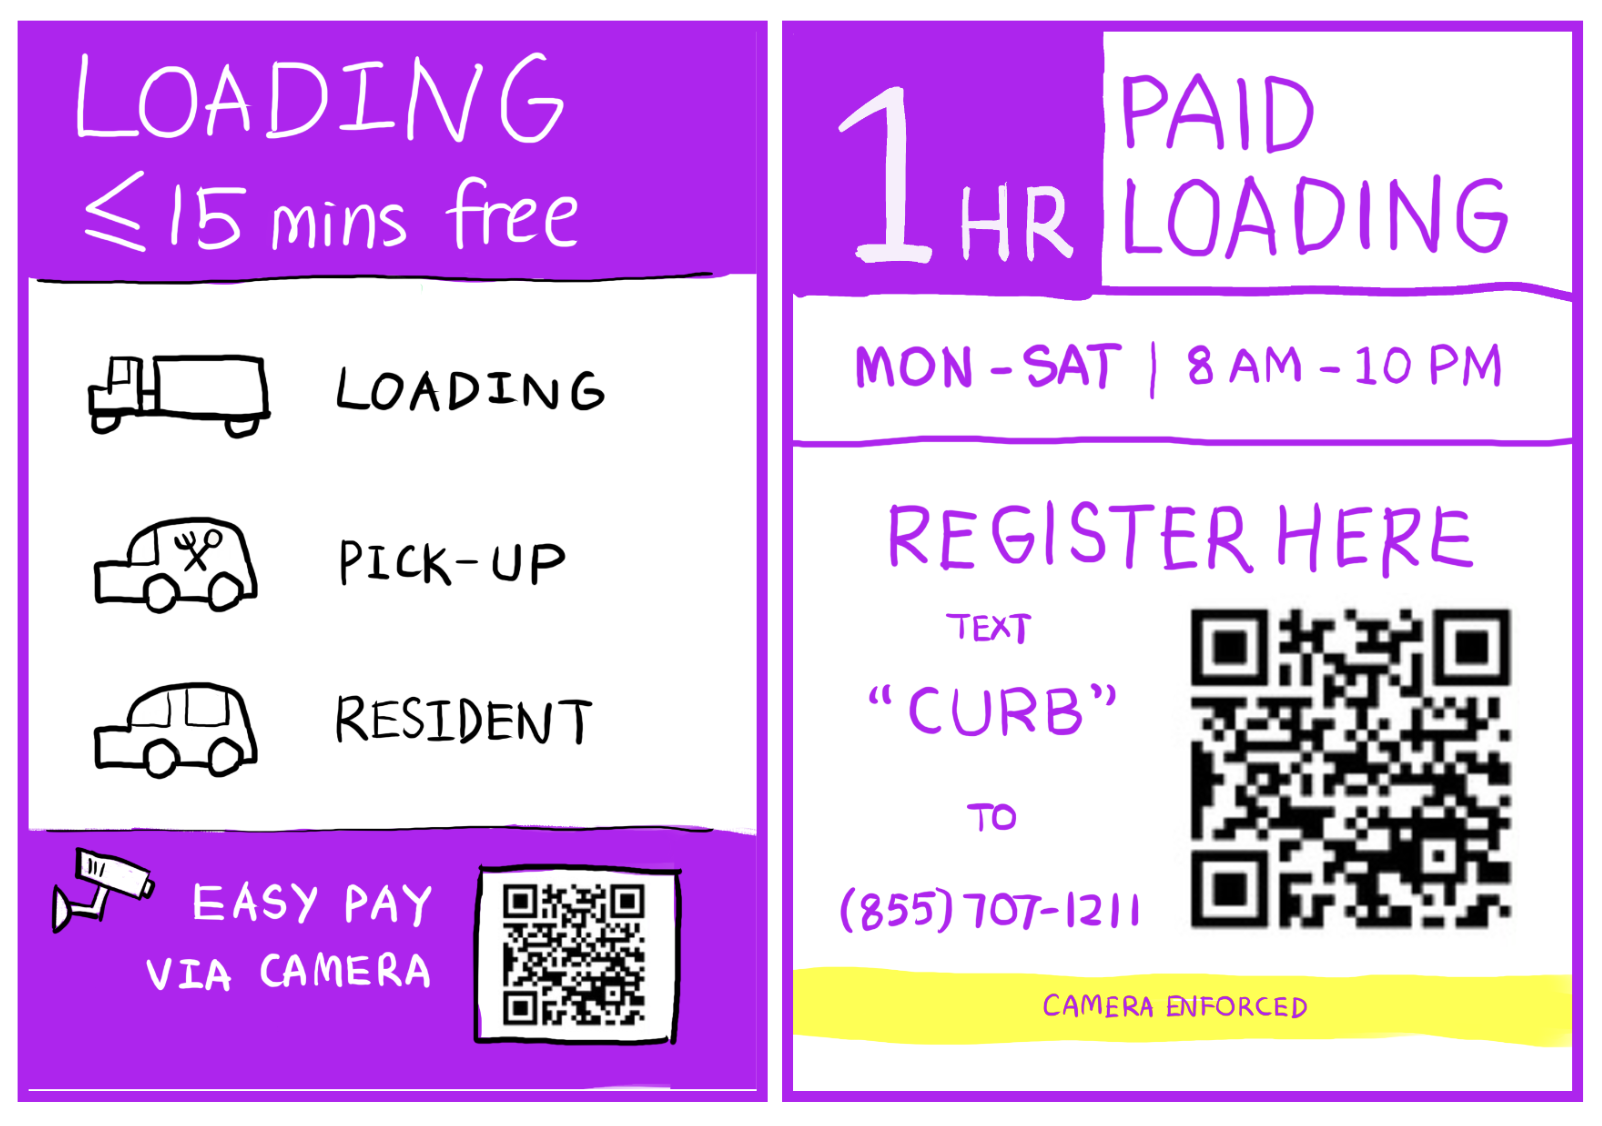 LOADING
≤15 mins free
LOADING
PICK-UP
RESIDENT
EASY PAY
VIA CAMERA
1 HR
PAID
LOADING
MON-SAT | 8 AM - 10 PM
REGISTER HERE
TEXT
“CURB”
TO
(855) 707-1211
CAMERA ENFORCED